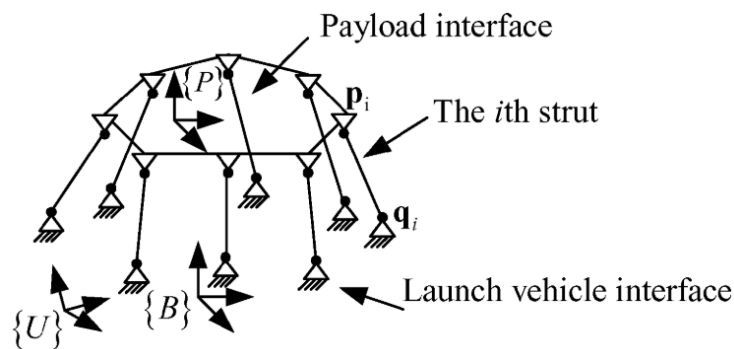 Payload interface
{P}
p_i
The ith strut
q_i
Launch vehicle interface
{B}
{U}